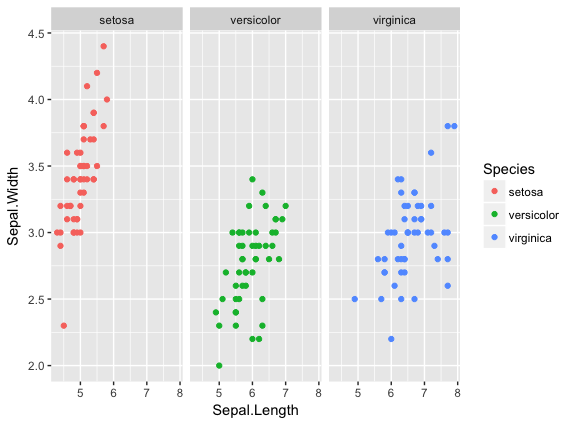 setosa
versicolor
virginica
4.5
4.0
3.5
3.0
2.5
2.0
Sepal.Width
5 6 7 8
5 6 7 8
5 6 7 8
Sepal.Length
Species
setosa
versicolor
virginica